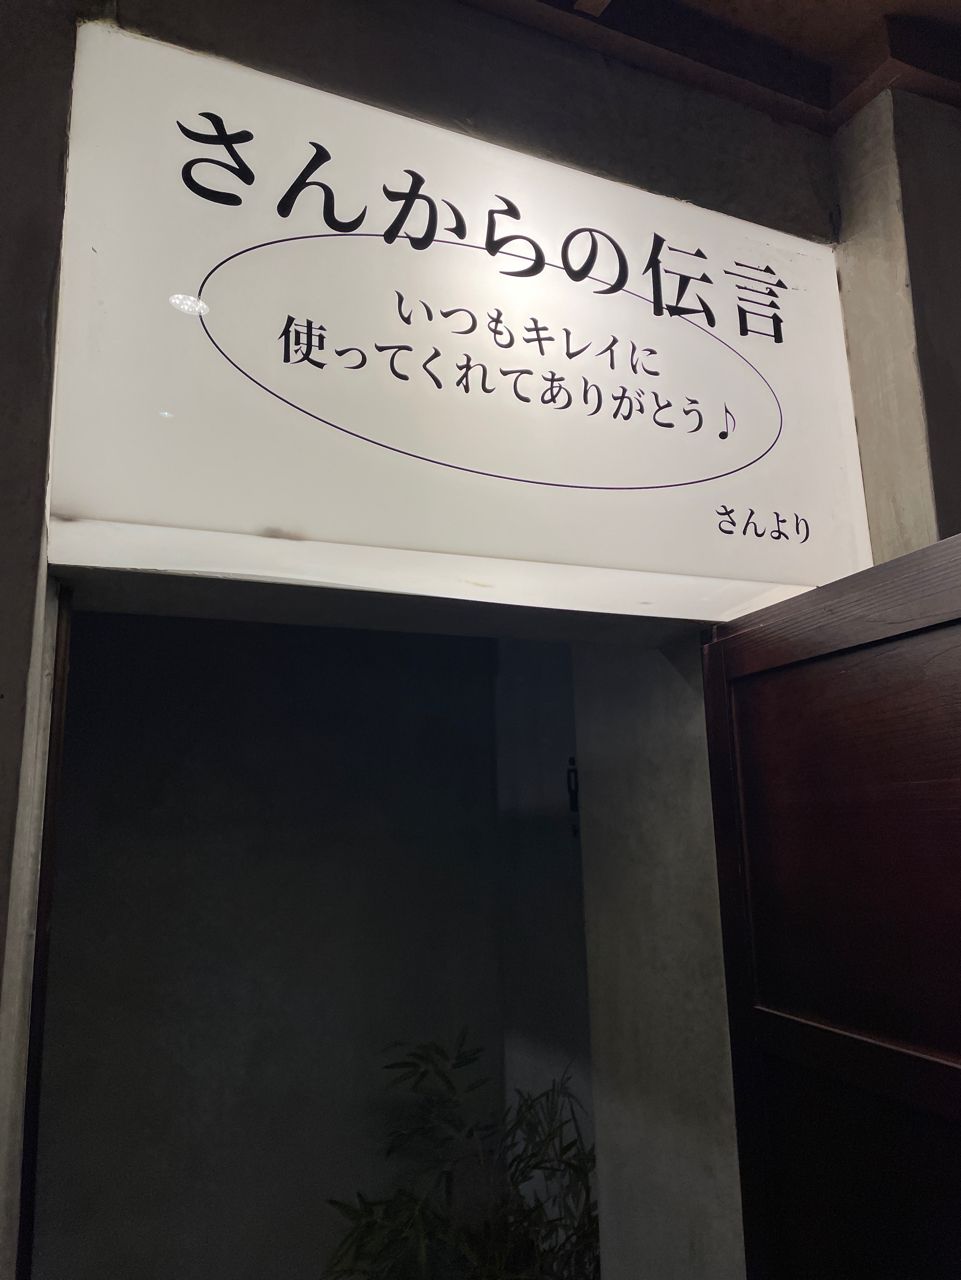 さんからの伝言
いつもキレイに
使ってくれてありがとう♪
さんより